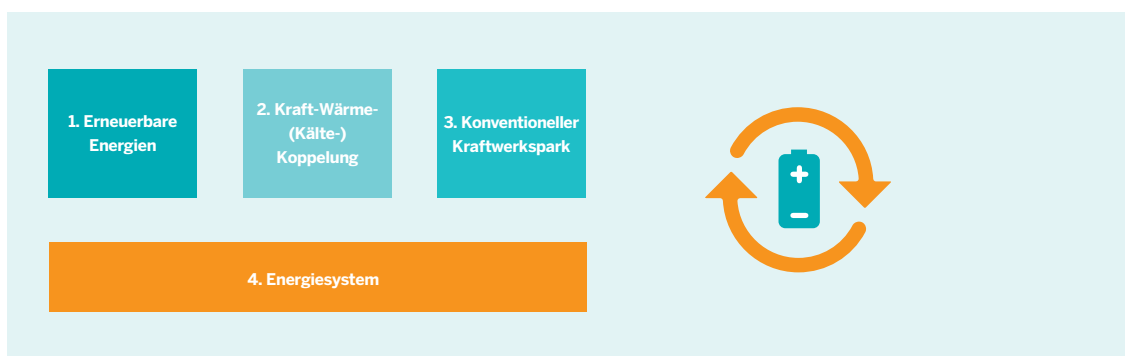 1. Erneuerbare
Energien
2. Kraft-Wärme-
(Kälte-)
Koppelung
3. Konventioneller
Kraftwerkspark
4. Energiesystem